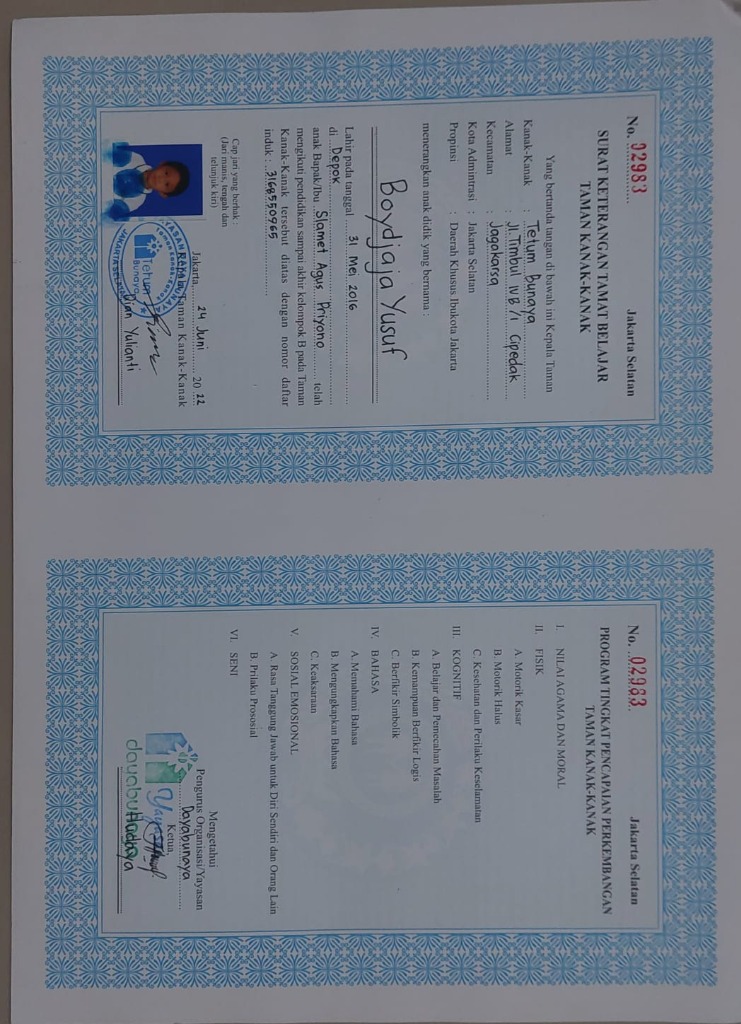 No. 02983 Jakarta Selatan
SURAT KETERANGAN TAMAT BELAJAR
TAMAN KANAK-KANAK
Yang bertanda tangan di bawah ini Kepala Taman
Kanak-Kanak : Tetum Bunaya
Alamat : Jl. Timbul IVB/1 Cipedak
Kecamatan : Jagakarsa
Kota Admintrasi : Jakarta Selatan
Propinsi : Daerah Khusus Ibukota Jakarta
menerangkan anak didik yang bernama :
Boydjaja Yusuf
Lahir pada tanggal 31 Mei 2016
di Depok
anak Bapak/Ibu Slamet Agus Priyono telah
mengikuti pendidikan sampai akhir kelompok B pada Taman
Kanak-Kanak tersebut diatas dengan nomor daftar
induk : 3168550965
Cap jari yang berhak :
(Jari manis, tengah dan
telunjuk kiri)
Jakarta, 24 Juni 2022
Taman Kanak-Kanak
Tetum
Bunaya
Dian Yulianti
No. 02983 Jakarta Selatan
PROGRAM TINGKAT PENCAPAIAN PERKEMBANGAN
TAMAN KANAK-KANAK
I. NILAI AGAMA DAN MORAL
II. FISIK
A. Motorik Kasar
B. Motorik Halus
C. Kesehatan dan Perilaku Keselamatan
III. KOGNITIF
A. Belajar dan Pemecahan Masalah
B Kemampuan Berfikir Logis
C. Berfikir Simbolik
IV. BAHASA
A. Memahami Bahasa
B. Mengungkapkan Bahasa
C. Keaksaraan
V. SOSIAL EMOSIONAL
A. Rasa Tanggung Jawab untuk Diri Sendiri dan Orang Lain
B. Prilaku Prososial
VI. SENI
Mengetahui
Pengurus Organisasi/Yayasan
Dayabunaya
Ketua,